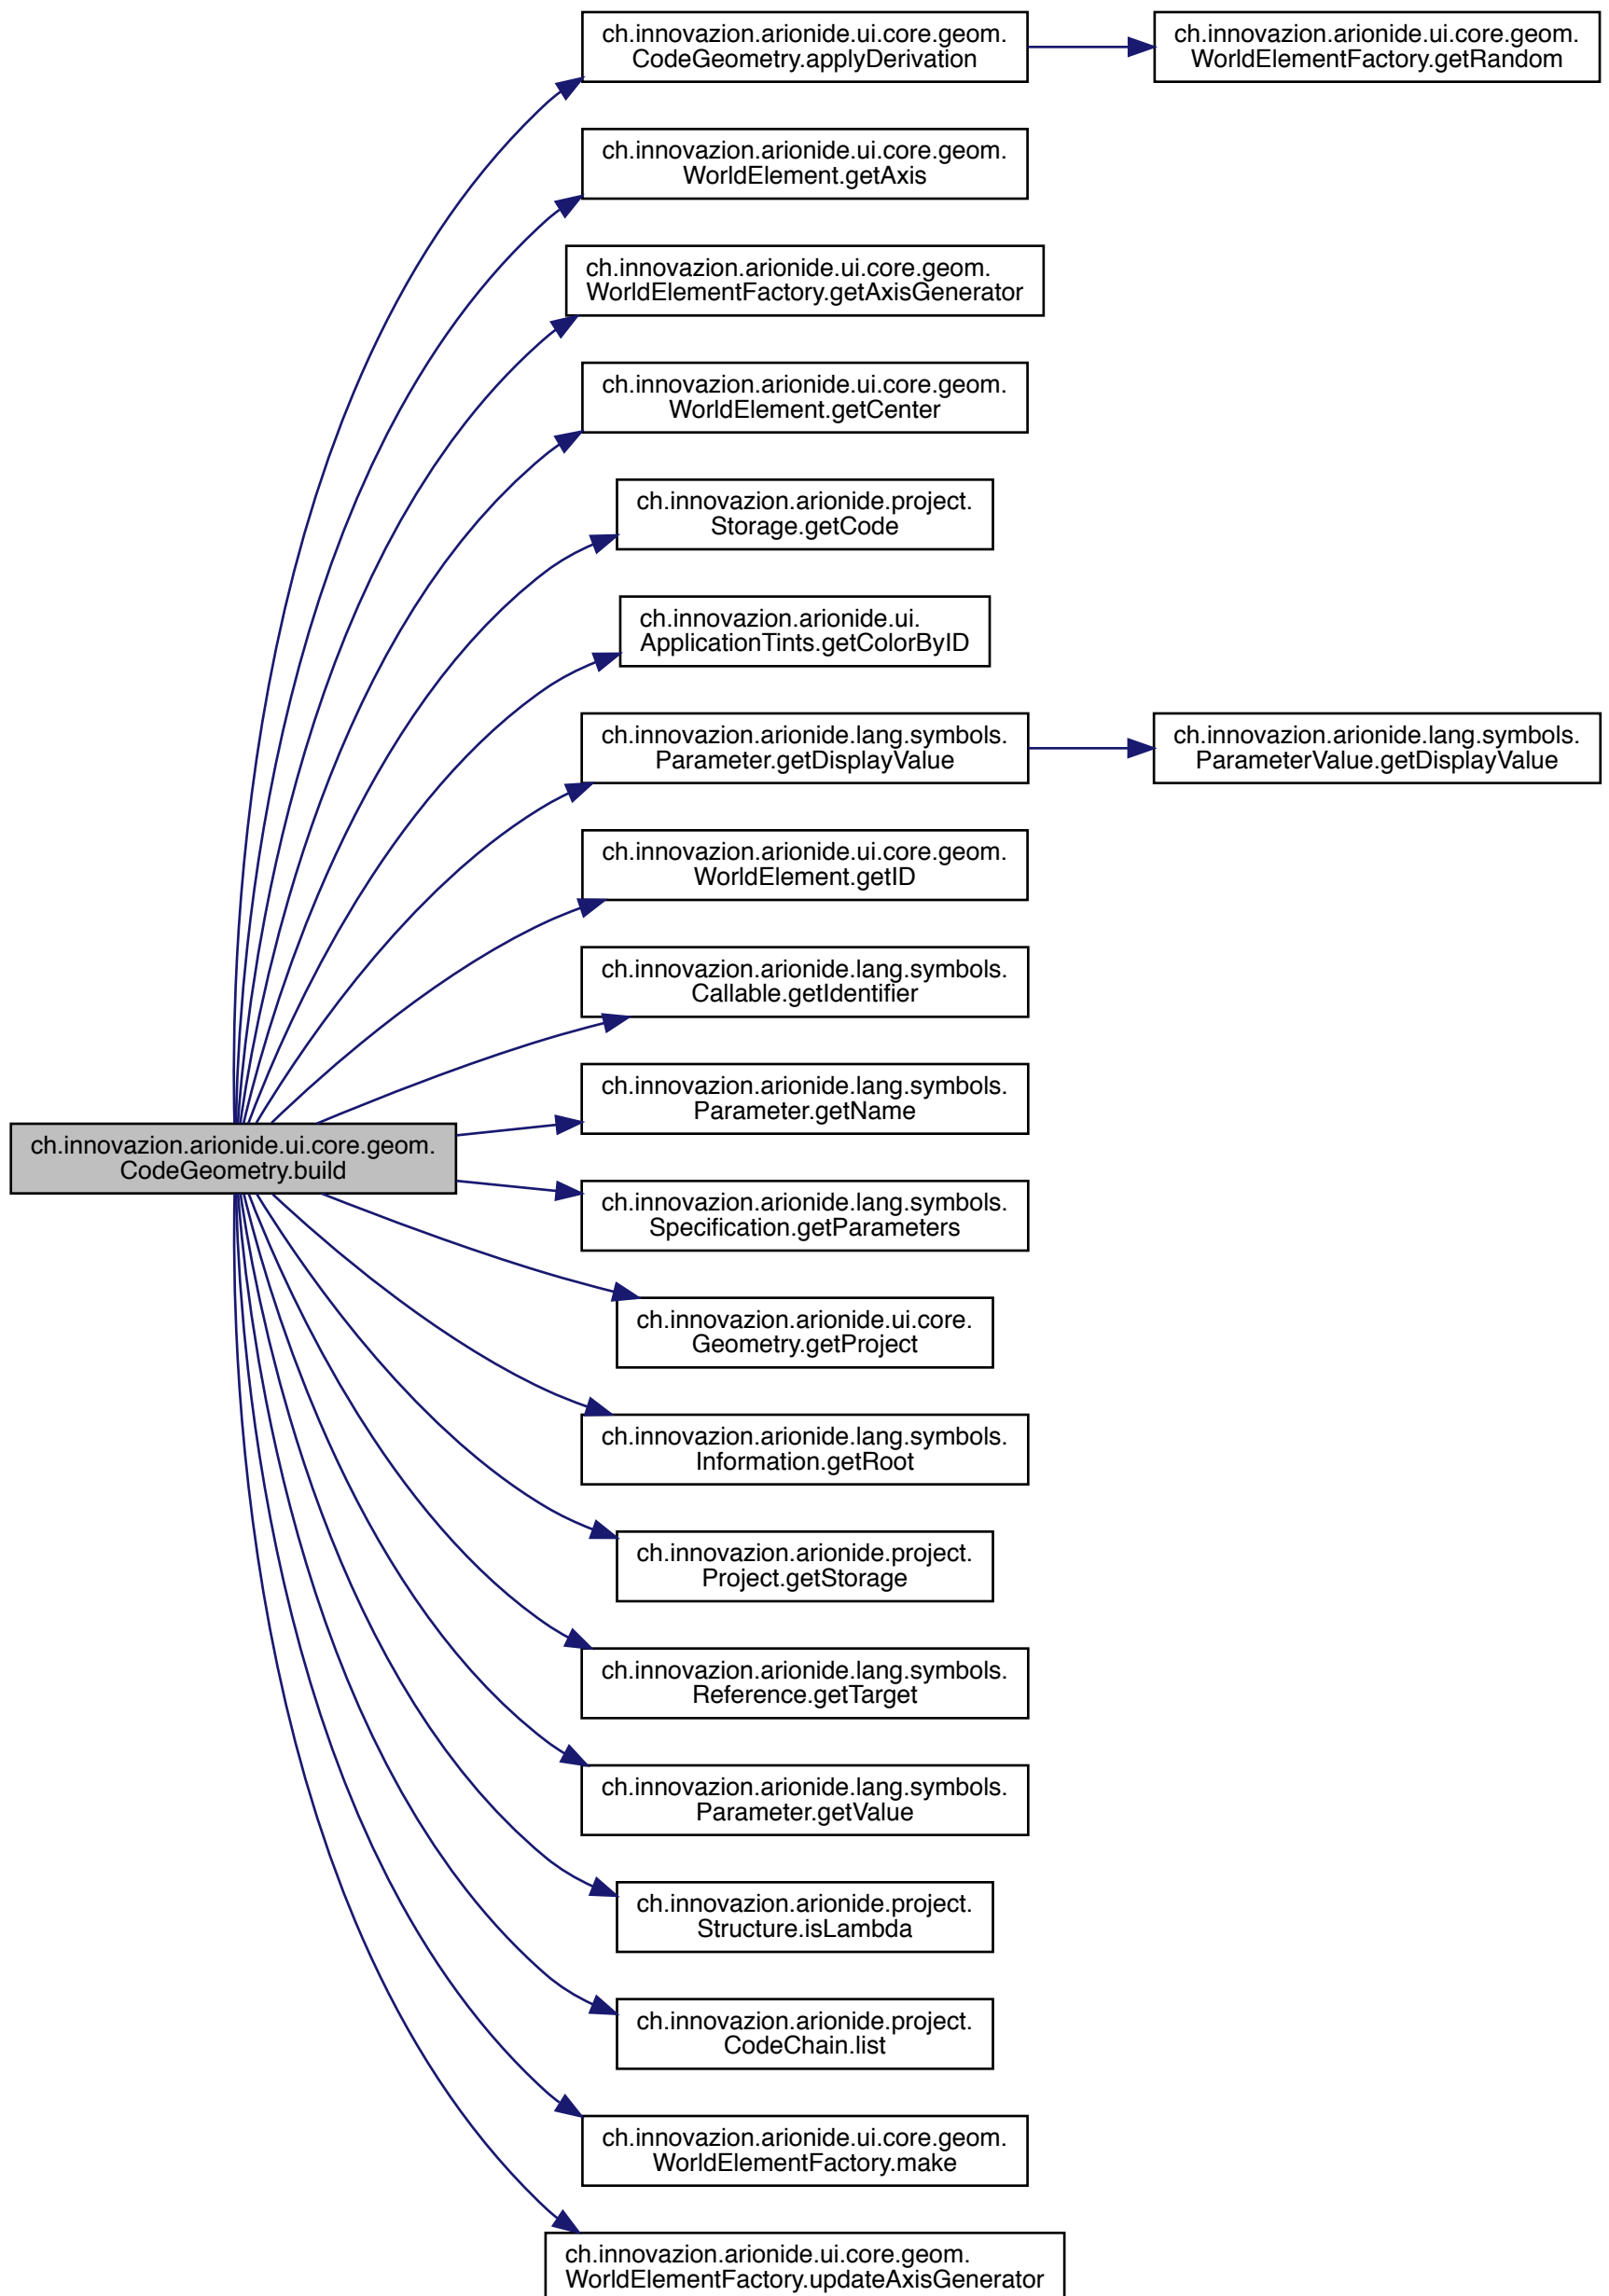 ch.innovazion.arionide.ui.core.geom.
CodeGeometry.applyDerivation
ch.innovazion.arionide.ui.core.geom.
WorldElementFactory.getRandom
ch.innovazion.arionide.ui.core.geom.
WorldElement.getAxis
ch.innovazion.arionide.ui.core.geom.
WorldElementFactory.getAxisGenerator
ch.innovazion.arionide.ui.core.geom.
WorldElement.getCenter
ch.innovazion.arionide.project.
Storage.getCode
ch.innovazion.arionide.ui.
ApplicationTints.getColorByID
ch.innovazion.arionide.lang.symbols.
Parameter.getDisplayValue
ch.innovazion.arionide.lang.symbols.
ParameterValue.getDisplayValue
ch.innovazion.arionide.ui.core.geom.
WorldElement.getID
ch.innovazion.arionide.lang.symbols.
Callable.getIdentifier
ch.innovazion.arionide.lang.symbols.
Parameter.getName
ch.innovazion.arionide.ui.core.geom.
CodeGeometry.build
ch.innovazion.arionide.lang.symbols.
Specification.getParameters
ch.innovazion.arionide.ui.core.
Geometry.getProject
ch.innovazion.arionide.lang.symbols.
Information.getRoot
ch.innovazion.arionide.project.
Project.getStorage
ch.innovazion.arionide.lang.symbols.
Reference.getTarget
ch.innovazion.arionide.lang.symbols.
Parameter.getValue
ch.innovazion.arionide.project.
Structure.isLambda
ch.innovazion.arionide.project.
CodeChain.list
ch.innovazion.arionide.ui.core.geom.
WorldElementFactory.make
ch.innovazion.arionide.ui.core.geom.
WorldElementFactory.updateAxisGenerator